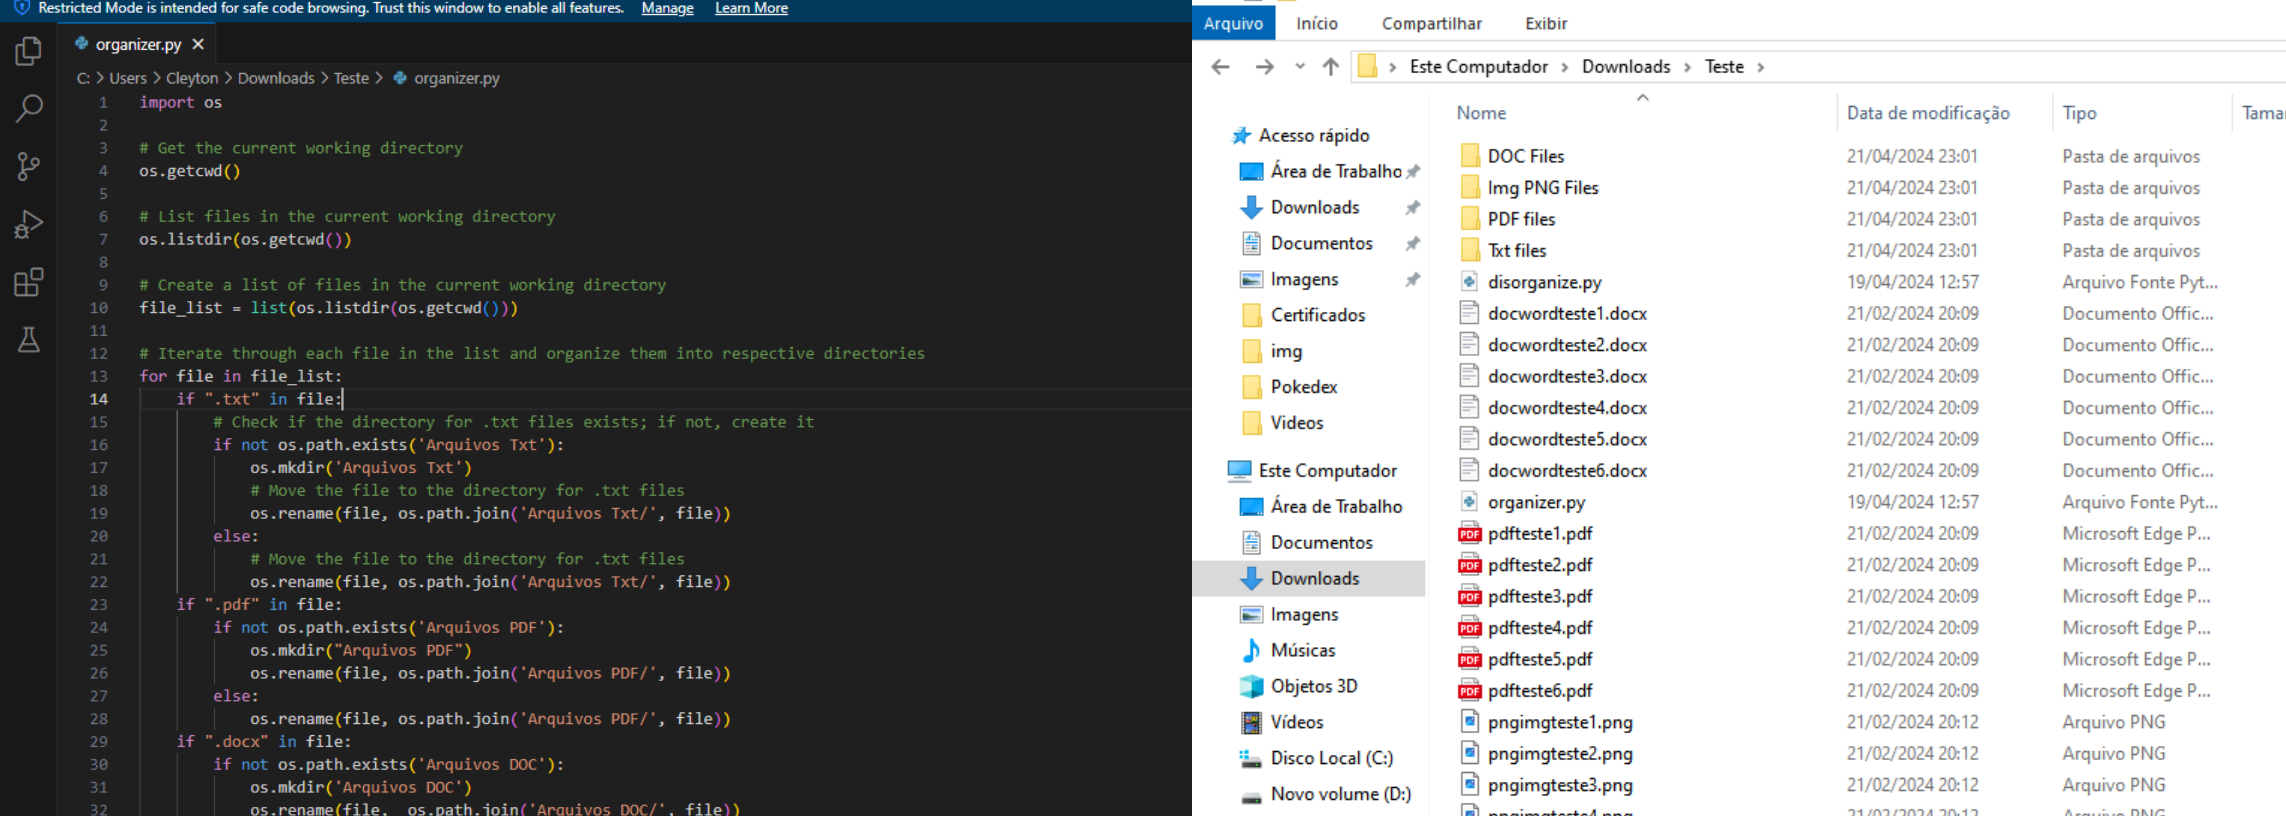 Restricted Mode is intended for safe code browsing. Trust this window to enable all features. Manage Learn More
organizer.py
C: > Users > Cleyton > Downloads > Teste > organizer.py
1 import os
2
3 # Get the current working directory
4 os.getcwd()
5
6 # List files in the current working directory
7 os.listdir(os.getcwd())
8
9 # Create a list of files in the current working directory
10 file_list = list(os.listdir(os.getcwd()))
11
12 # Iterate through each file in the list and organize them into respective directories
13 for file in file_list:
14 if ".txt" in file:
15 # Check if the directory for .txt files exists; if not, create it
16 if not os.path.exists('Arquivos Txt'):
17 os.mkdir('Arquivos Txt')
18 # Move the file to the directory for .txt files
19 os.rename(file, os.path.join('Arquivos Txt/', file))
20 else:
21 # Move the file to the directory for .txt files
22 os.rename(file, os.path.join('Arquivos Txt/', file))
23 if ".pdf" in file:
24 if not os.path.exists('Arquivos PDF'):
25 os.mkdir("Arquivos PDF")
26 os.rename(file, os.path.join('Arquivos PDF/', file))
27 else:
28 os.rename(file, os.path.join('Arquivos PDF/', file))
29 if ".docx" in file:
30 if not os.path.exists('Arquivos DOC'):
31 os.mkdir('Arquivos DOC')
32 os.rename(file, os.path.join('Arquivos DOC/', file))
Arquivo Início Compartilhar Exibir
Este Computador > Downloads > Teste >
Acesso rápido
Área de Trabalho
Downloads
Documentos
Imagens
Certificados
img
Pokedex
Videos
Este Computador
Área de Trabalho
Documentos
Downloads
Imagens
Músicas
Objetos 3D
Vídeos
Disco Local (C:)
Novo volume (D:)
Nome Data de modificação Tipo
DOC Files 21/04/2024 23:01 Pasta de arquivos
Img PNG Files 21/04/2024 23:01 Pasta de arquivos
PDF files 21/04/2024 23:01 Pasta de arquivos
Txt files 21/04/2024 23:01 Pasta de arquivos
disorganize.py 19/04/2024 12:57 Arquivo Fonte Pyt...
docwordteste1.docx 21/02/2024 20:09 Documento Offic...
docwordteste2.docx 21/02/2024 20:09 Documento Offic...
docwordteste3.docx 21/02/2024 20:09 Documento Offic...
docwordteste4.docx 21/02/2024 20:09 Documento Offic...
docwordteste5.docx 21/02/2024 20:09 Documento Offic...
docwordteste6.docx 21/02/2024 20:09 Documento Offic...
organizer.py 19/04/2024 12:57 Arquivo Fonte Pyt...
PDF pdfteste1.pdf 21/02/2024 20:09 Microsoft Edge P...
PDF pdfteste2.pdf 21/02/2024 20:09 Microsoft Edge P...
PDF pdfteste3.pdf 21/02/2024 20:09 Microsoft Edge P...
PDF pdfteste4.pdf 21/02/2024 20:09 Microsoft Edge P...
PDF pdfteste5.pdf 21/02/2024 20:09 Microsoft Edge P...
PDF pdfteste6.pdf 21/02/2024 20:09 Microsoft Edge P...
pngimgteste1.png 21/02/2024 20:12 Arquivo PNG
pngimgteste2.png 21/02/2024 20:12 Arquivo PNG
pngimgteste3.png 21/02/2024 20:12 Arquivo PNG
pngimgteste4.png 21/02/2024 20:12 Arquivo PNG